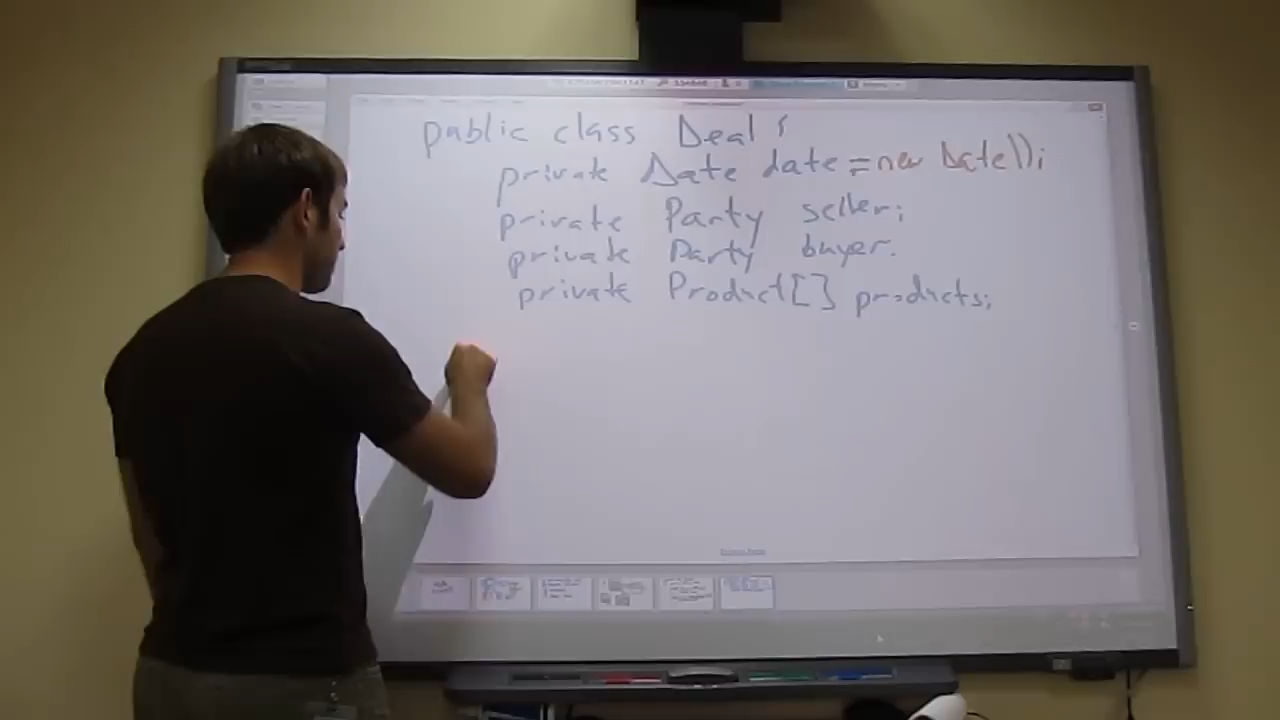 public class Deal {
private Date date = new Date();
private Party seller;
private Party buyer.
private Product[] products;